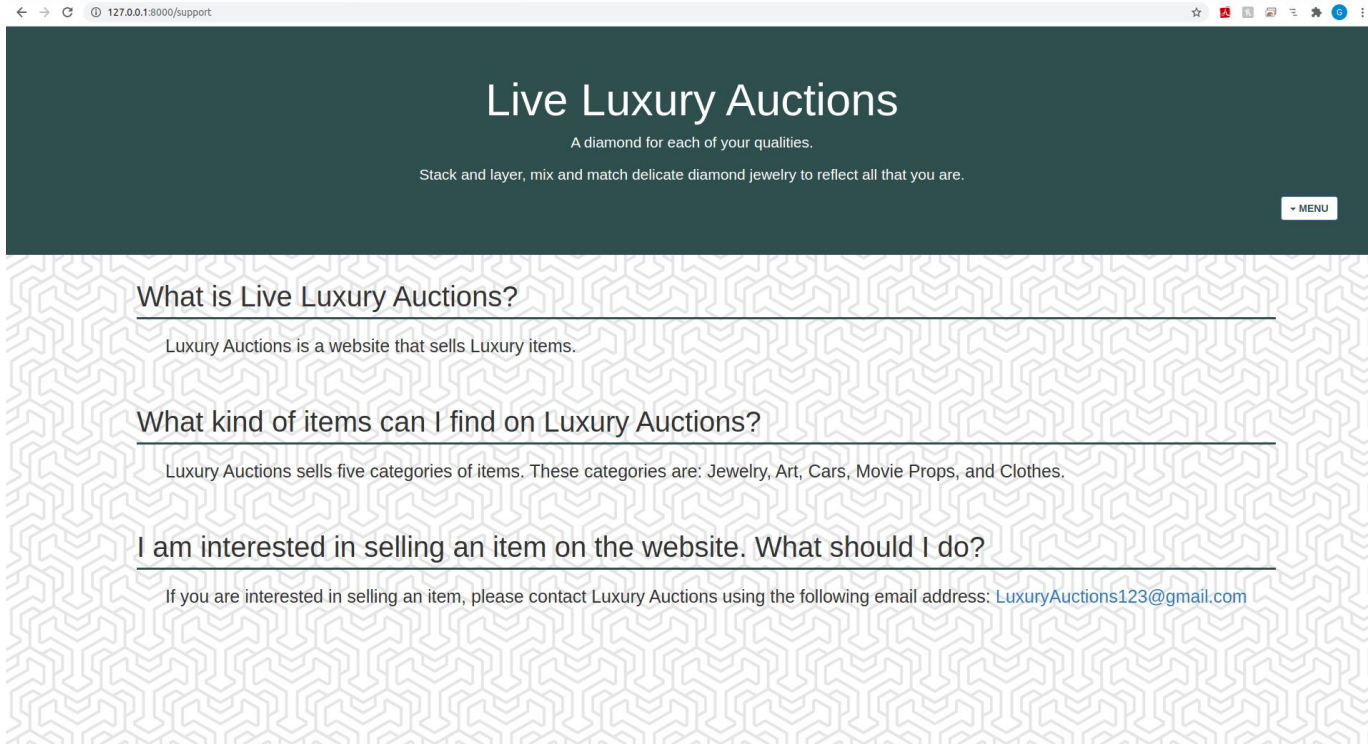 127.0.0.1:8000/support
G
Live Luxury Auctions
A diamond for each of your qualities.
Stack and layer, mix and match delicate diamond jewelry to reflect all that you are.
MENU
What is Live Luxury Auctions?
Luxury Auctions is a website that sells Luxury items.
What kind of items can I find on Luxury Auctions?
Luxury Auctions sells five categories of items. These categories are: Jewelry, Art, Cars, Movie Props, and Clothes.
I am interested in selling an item on the website. What should I do?
If you are interested in selling an item, please contact Luxury Auctions using the following email address: LuxuryAuctions123@gmail.com